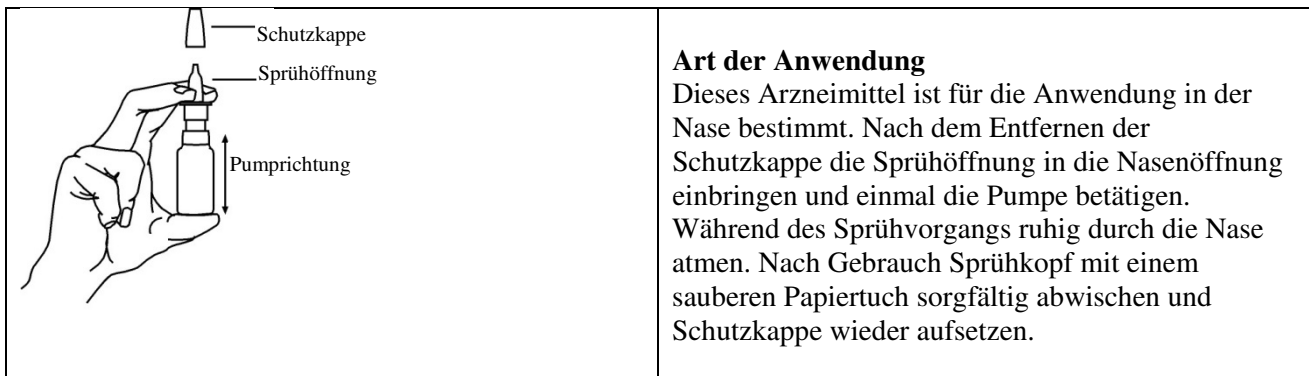 Schutzkappe
Sprühöffnung
Pumprichtung
Art der Anwendung
Dieses Arzneimittel ist für die Anwendung in der
Nase bestimmt. Nach dem Entfernen der
Schutzkappe die Sprühöffnung in die Nasenöffnung
einbringen und einmal die Pumpe betätigen.
Während des Sprühvorgangs ruhig durch die Nase
atmen. Nach Gebrauch Sprühkopf mit einem
sauberen Papiertuch sorgfältig abwischen und
Schutzkappe wieder aufsetzen.